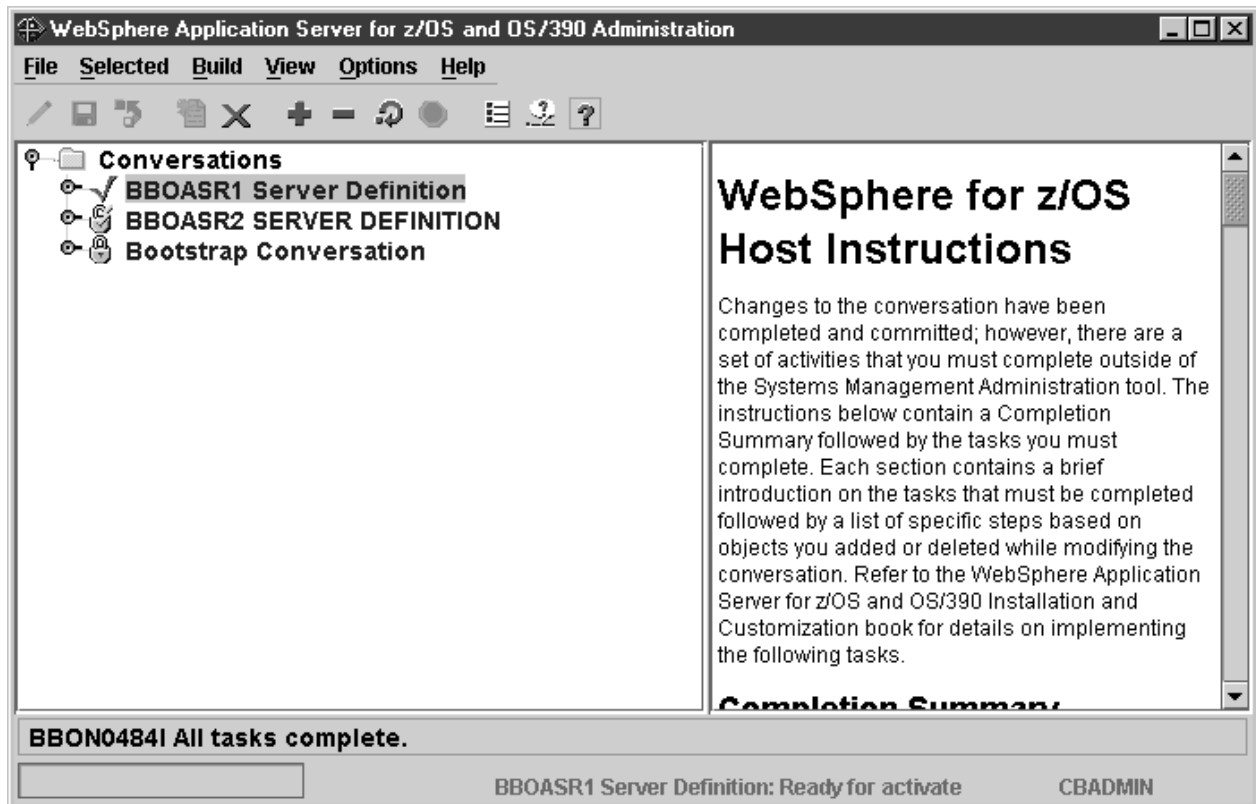 WebSphere Application Server for z/OS and OS/390 Administration
File Selected Build View Options Help
Conversations
BBOASR1 Server Definition
BBOASR2 SERVER DEFINITION
Bootstrap Conversation
WebSphere for z/OS
Host Instructions
Changes to the conversation have been
completed and committed; however, there are a
set of activities that you must complete outside of
the Systems Management Administration tool. The
instructions below contain a Completion
Summary followed by the tasks you must
complete. Each section contains a brief
introduction on the tasks that must be completed
followed by a list of specific steps based on
objects you added or deleted while modifying the
conversation. Refer to the WebSphere Application
Server for z/OS and OS/390 Installation and
Customization book for details on implementing
the following tasks.
Completion Summary
BBON0484I All tasks complete.
BBOASR1 Server Definition: Ready for activate CBADMIN